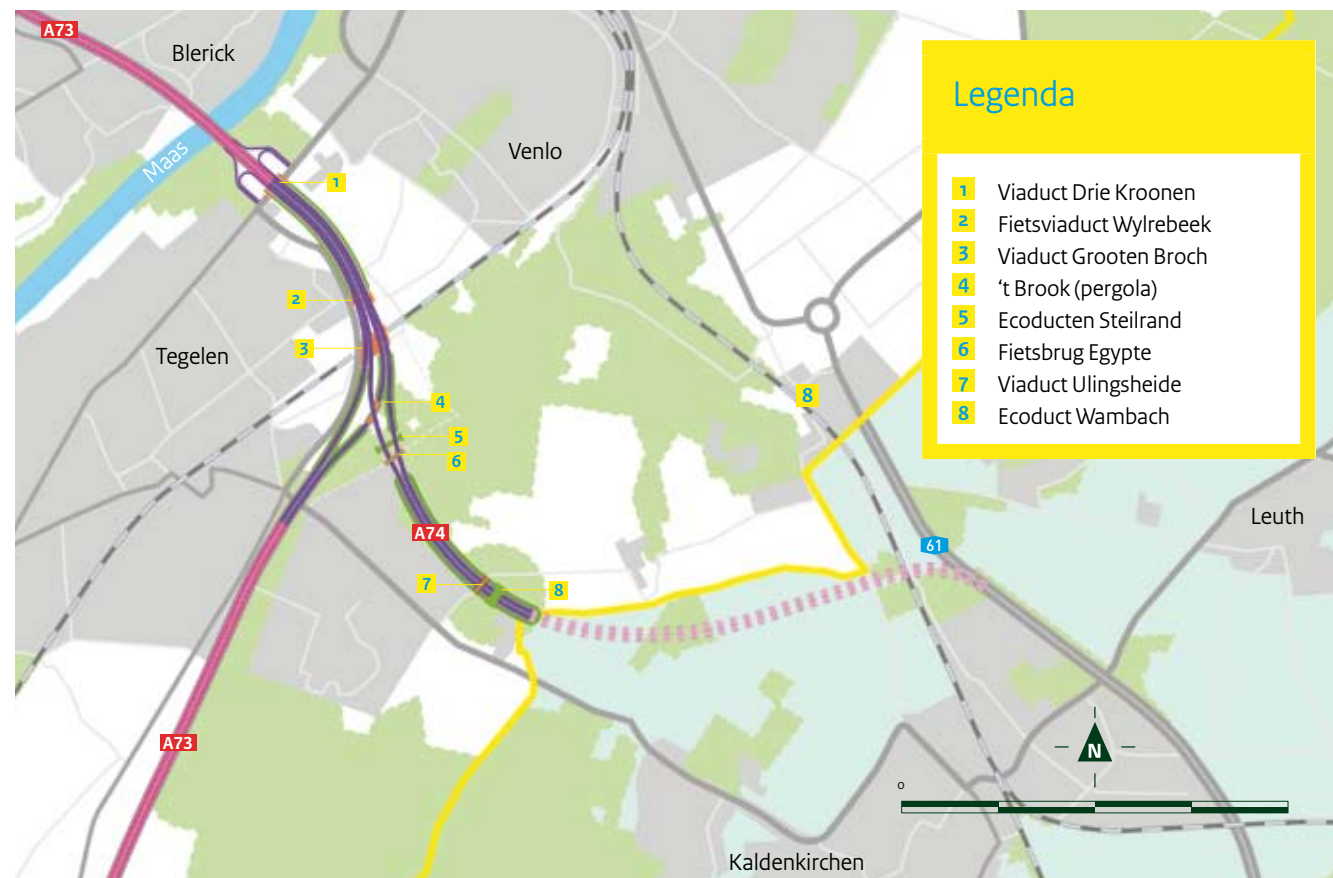 A73
Blerick
Maas
Venlo
1
2
3
Tegelen
4
5
6
A74
7
8
8
61
Leuth
A73
Kaldenkirchen
N
0
Legenda
1 Viaduct Drie Kroonen
2 Fietsviaduct Wylrebeek
3 Viaduct Grooten Broch
4 ‘t Brook (pergola)
5 Ecoducten Steilrand
6 Fietsbrug Egypte
7 Viaduct Ulingsheide
8 Ecoduct Wambach